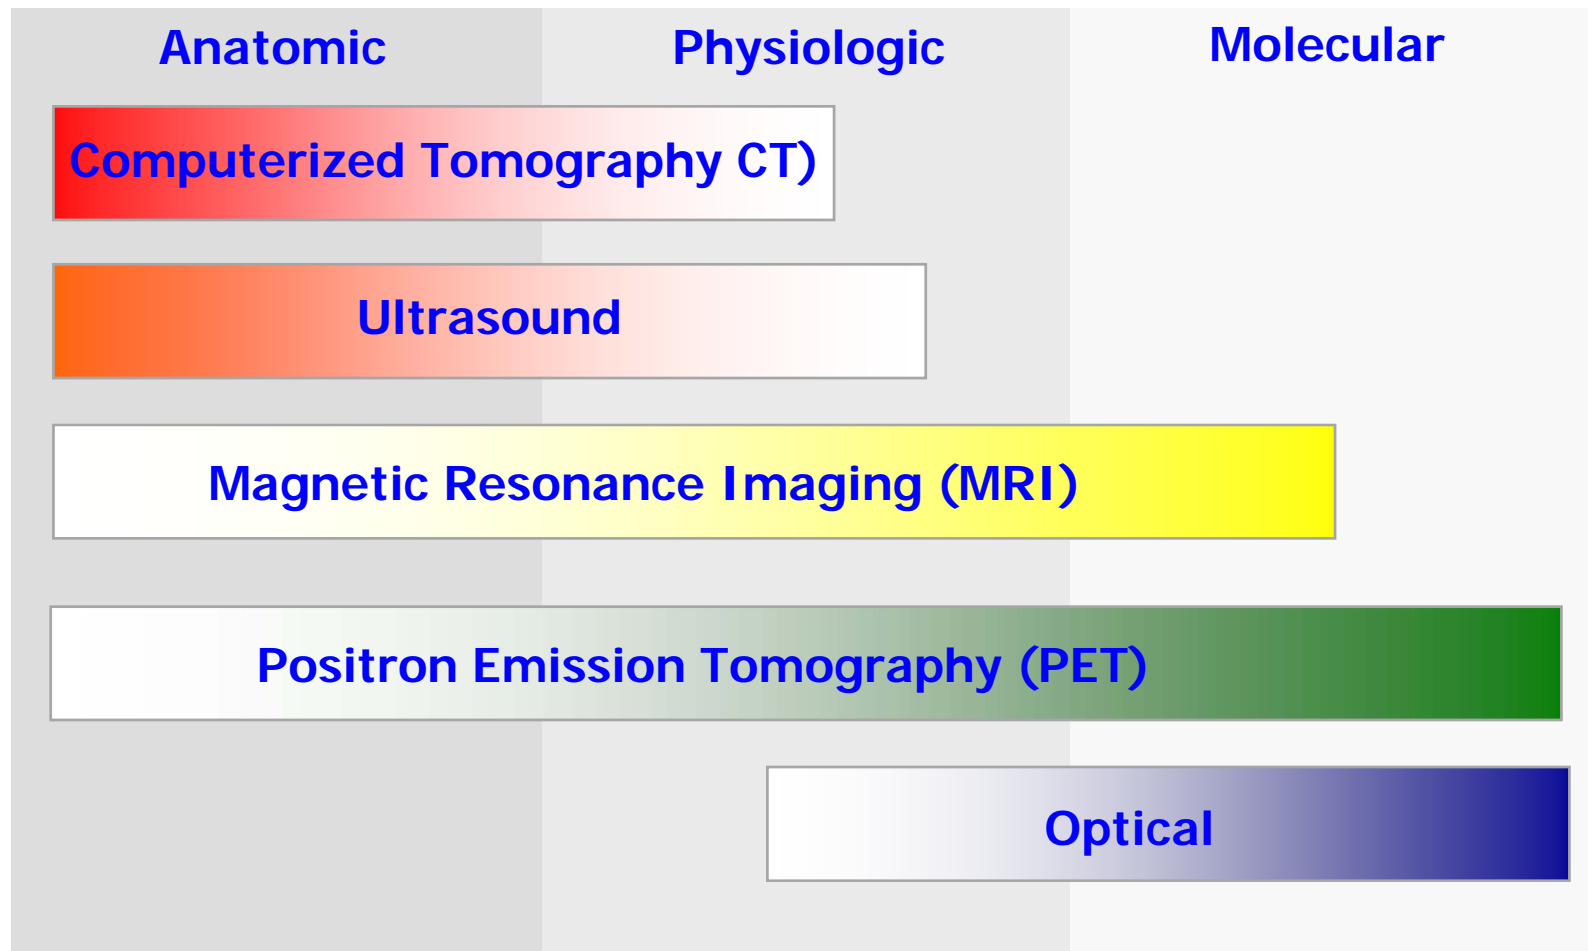 Anatomic Physiologic Molecular
Computerized Tomography CT)
Ultrasound
Magnetic Resonance Imaging (MRI)
Positron Emission Tomography (PET)
Optical